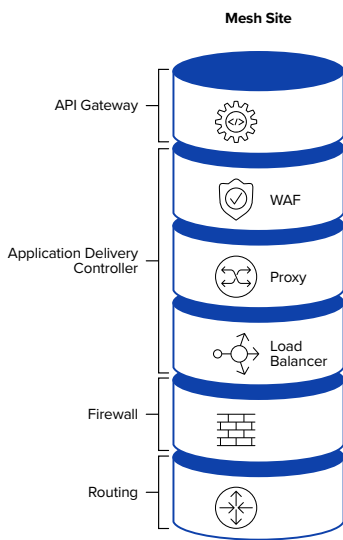 Mesh Site
API Gateway
</>
WAF
Application Delivery
Controller
Proxy
Load
Balancer
Firewall
Routing